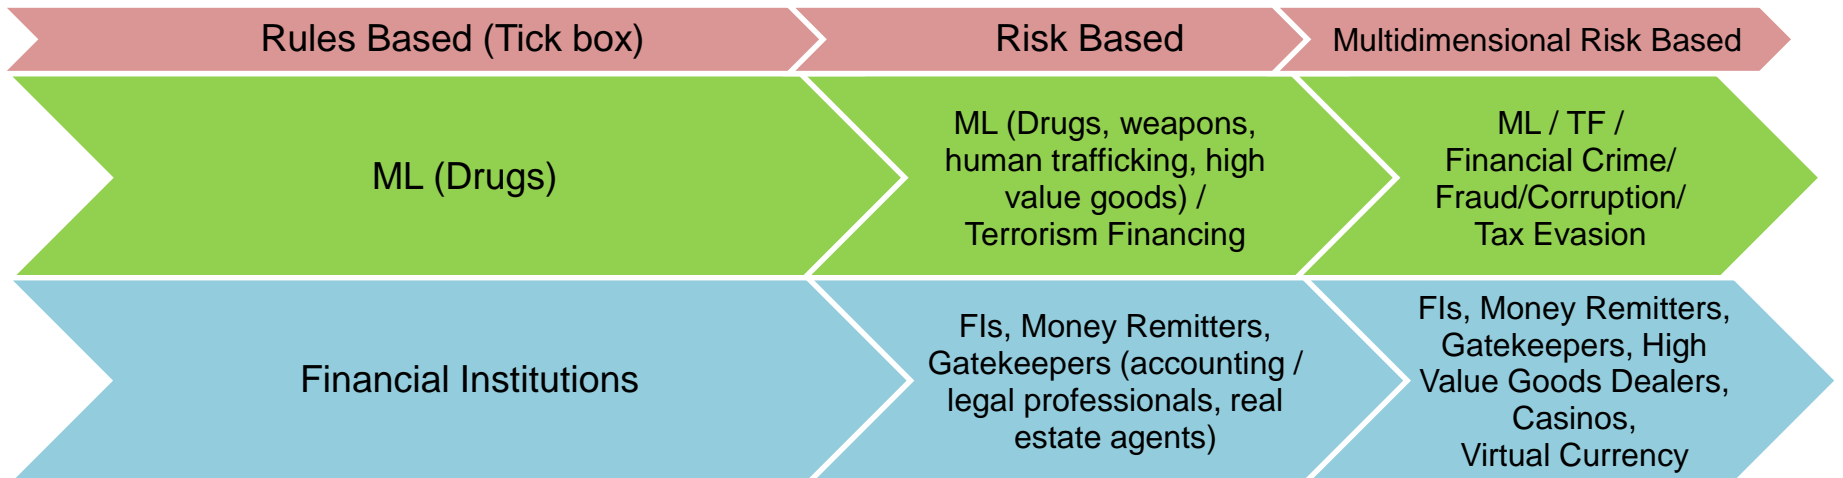 Rules Based (Tick box)
Risk Based
Multidimensional Risk Based
ML (Drugs)
ML (Drugs, weapons,
human trafficking, high
value goods) /
Terrorism Financing
ML / TF /
Financial Crime/
Fraud/Corruption/
Tax Evasion
Financial Institutions
FIs, Money Remitters,
Gatekeepers (accounting /
legal professionals, real
estate agents)
FIs, Money Remitters,
Gatekeepers, High
Value Goods Dealers,
Casinos,
Virtual Currency